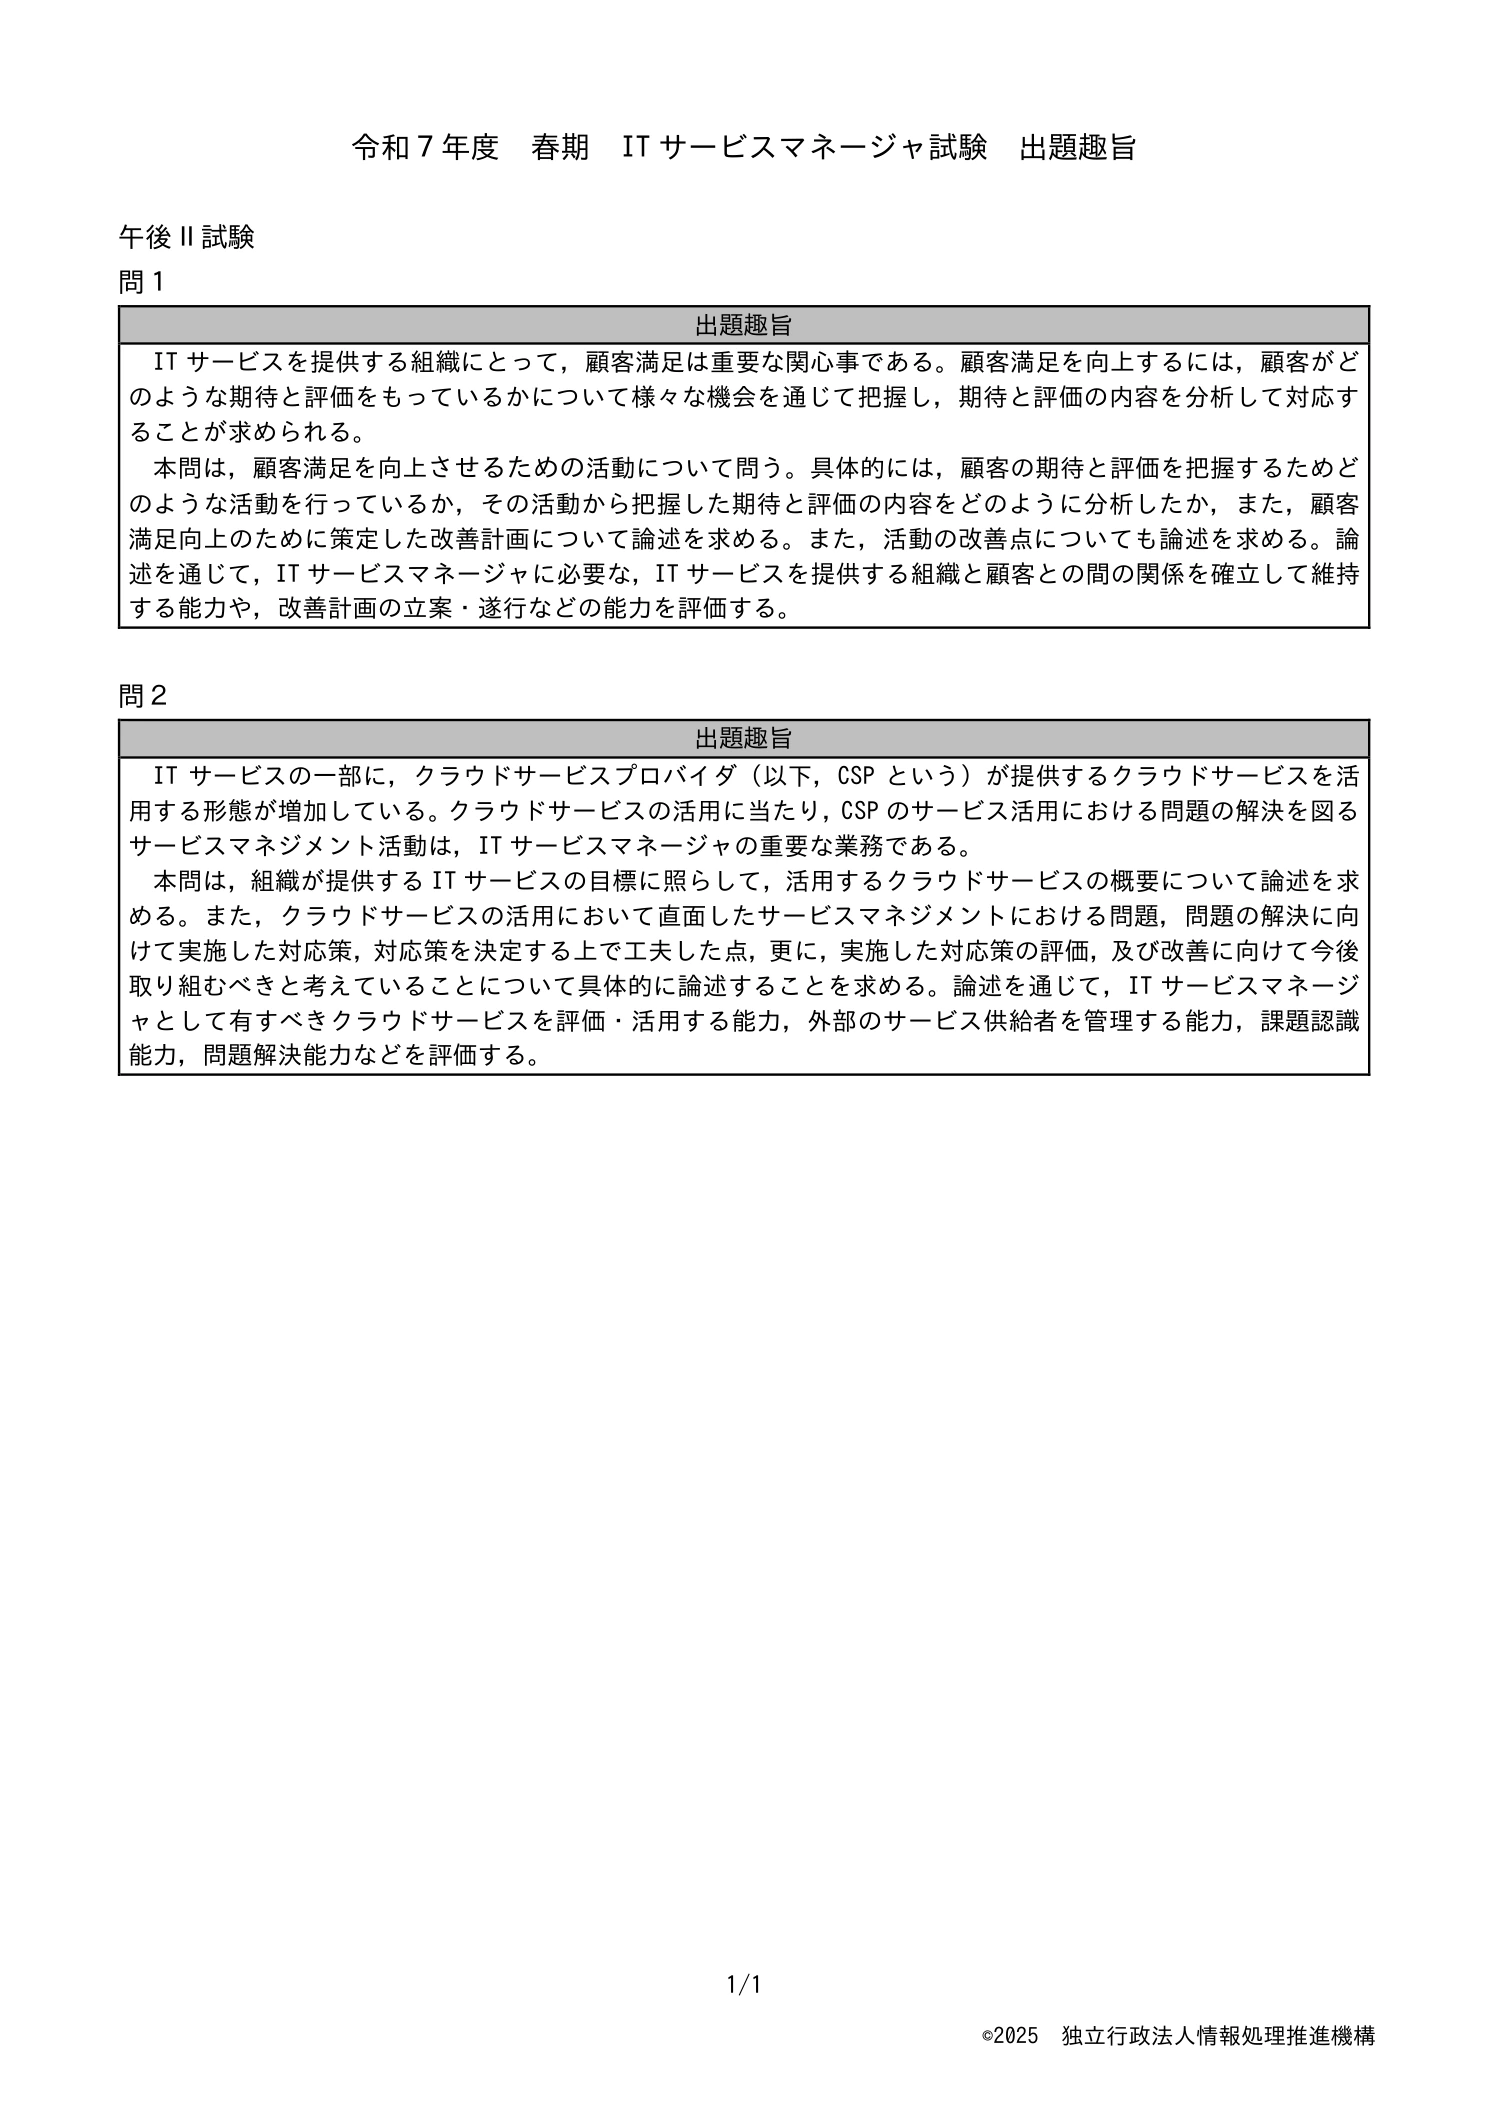 令和７年度　春期　ITサービスマネージャ試験　出題趣旨
午後Ⅱ試験
問１
出題趣旨
　ITサービスを提供する組織にとって，顧客満足は重要な関心事である。顧客満足を向上するには，顧客がど
のような期待と評価をもっているかについて様々な機会を通じて把握し，期待と評価の内容を分析して対応す
ることが求められる。
　本問は，顧客満足を向上させるための活動について問う。具体的には，顧客の期待と評価を把握するためど
のような活動を行っているか，その活動から把握した期待と評価の内容をどのように分析したか，また，顧客
満足向上のために策定した改善計画について論述を求める。また，活動の改善点についても論述を求める。論
述を通じて，ITサービスマネージャに必要な，ITサービスを提供する組織と顧客との間の関係を確立して維持
する能力や，改善計画の立案・遂行などの能力を評価する。
問２
出題趣旨
　ITサービスの一部に，クラウドサービスプロバイダ（以下，CSPという）が提供するクラウドサービスを活
用する形態が増加している。クラウドサービスの活用に当たり，CSPのサービス活用における問題の解決を図る
サービスマネジメント活動は，ITサービスマネージャの重要な業務である。
　本問は，組織が提供するITサービスの目標に照らして，活用するクラウドサービスの概要について論述を求
める。また，クラウドサービスの活用において直面したサービスマネジメントにおける問題，問題の解決に向
けて実施した対応策，対応策を決定する上で工夫した点，更に，実施した対応策の評価，及び改善に向けて今後
取り組むべきと考えていることについて具体的に論述することを求める。論述を通じて，ITサービスマネージ
ャとして有すべきクラウドサービスを評価・活用する能力，外部のサービス供給者を管理する能力，課題認識
能力，問題解決能力などを評価する。
1/1
©2025　独立行政法人情報処理推進機構